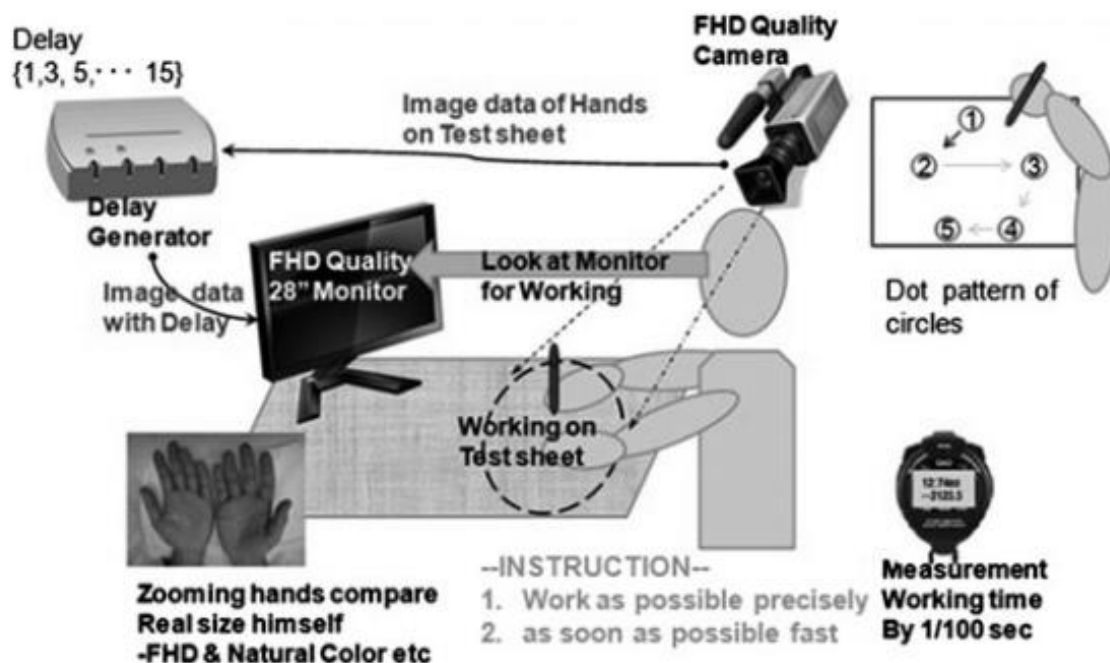 Delay
{1,3, 5,··· 15}
FHD Quality
Camera
Image data of Hands
on Test sheet
1
2
3
5
4
Delay
Generator
FHD Quality
28” Monitor
Look at Monitor
for Working
Image data
with Delay
Dot pattern of
circles
Working on
Test sheet
Zooming hands compare
Real size himself
-FHD & Natural Color etc
--INSTRUCTION--
1. Work as possible precisely
2. as soon as possible fast
Measurement
Working time
By 1/100 sec